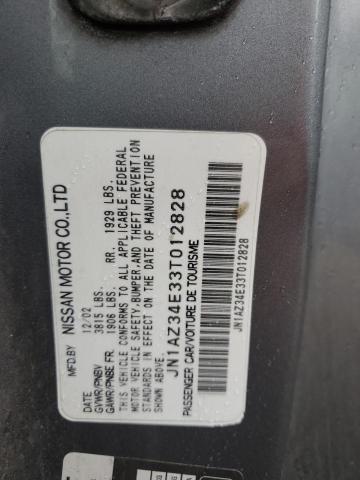 MFD.BY NISSAN MOTOR CO.,LTD
12/02
GVWR/PNBV 3815 LBS.
GAWR/PNBE FR. 1906 LBS. RR. 1929 LBS.
THIS VEHICLE CONFORMS TO ALL APPLICABLE FEDERAL
MOTOR VEHICLE SAFETY,BUMPER,AND THEFT PREVENTION
STANDARDS IN EFFECT ON THE DATE OF MANUFACTURE
SHOWN ABOVE.
JN1AZ34E33T012828
PASSENGER CAR/VOITURE DE TOURISME
JN1AZ34E33T012828